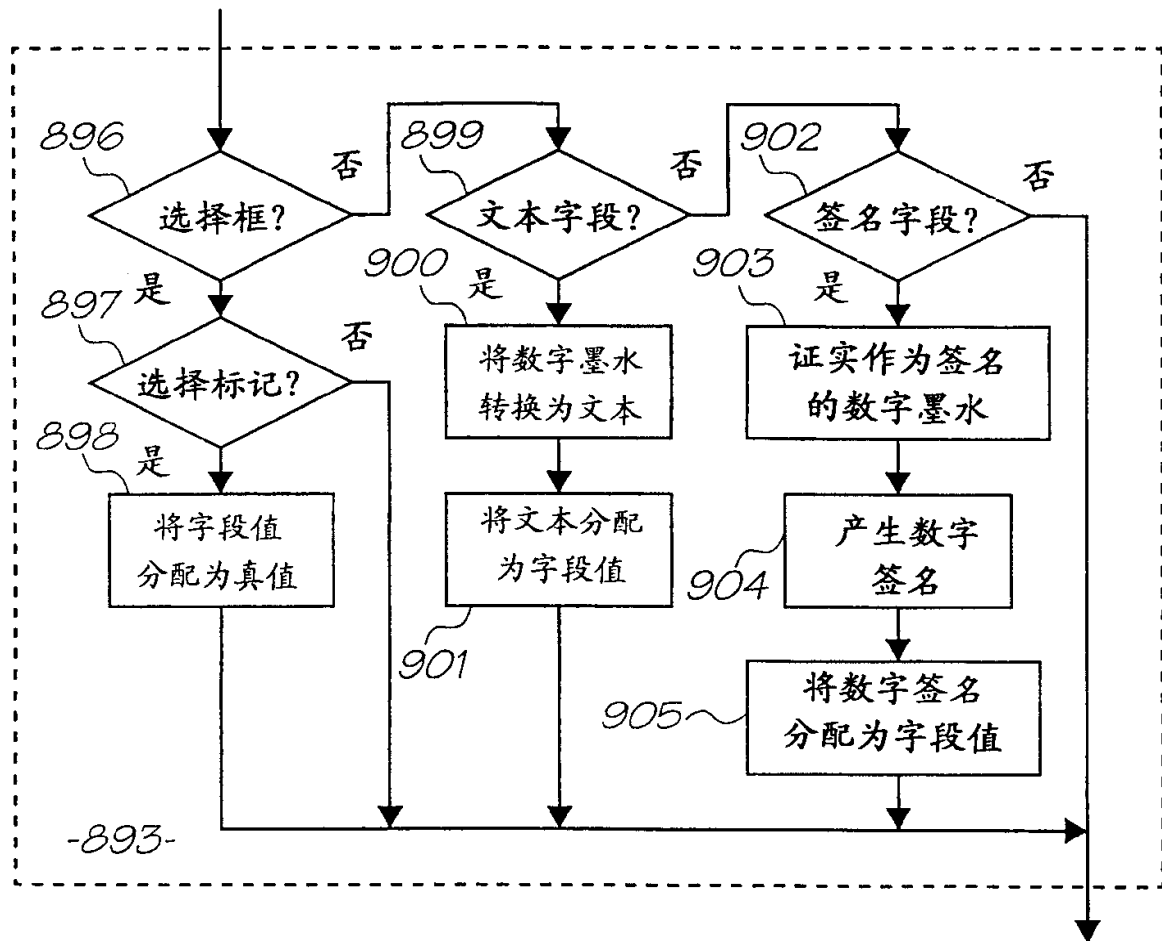 896
选择框?
否
899
文本字段?
否
902
签名字段?
否
是
897
选择标记?
否
900
是
将数字墨水
转换为文本
903
是
证实作为签名
的数字墨水
898
是
将字段值
分配为真值
将文本分配
为字段值
901
产生数字
签名
904
将数字签名
分配为字段值
905
-893-